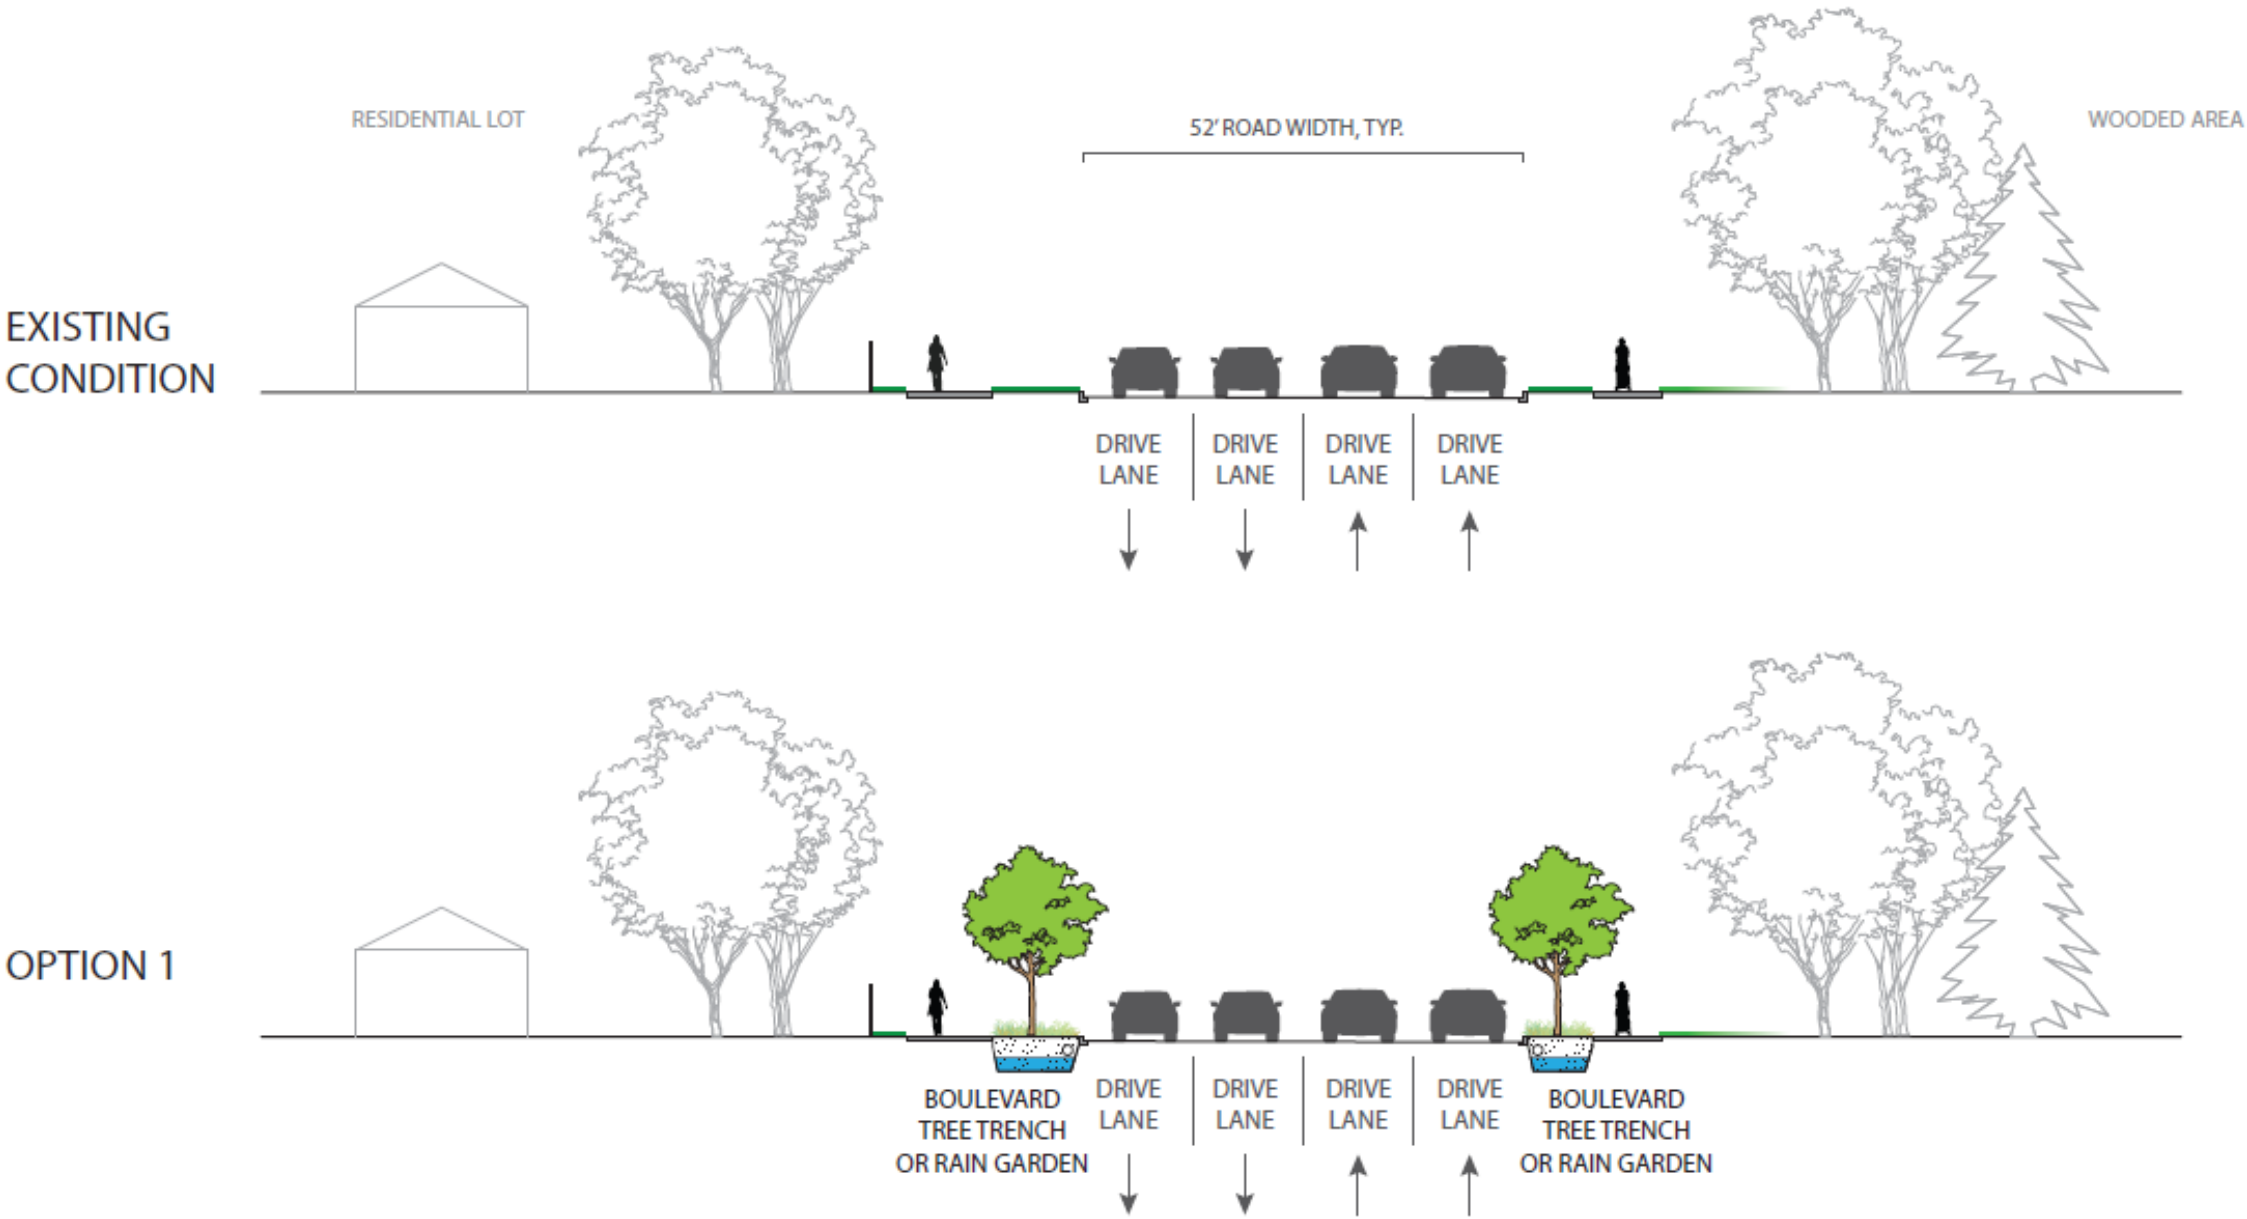 RESIDENTIAL LOT
52' ROAD WIDTH, TYP.
WOODED AREA
EXISTING
CONDITION
DRIVE
LANE
DRIVE
LANE
DRIVE
LANE
DRIVE
LANE
OPTION 1
BOULEVARD
TREE TRENCH
OR RAIN GARDEN
DRIVE
LANE
DRIVE
LANE
DRIVE
LANE
DRIVE
LANE
BOULEVARD
TREE TRENCH
OR RAIN GARDEN